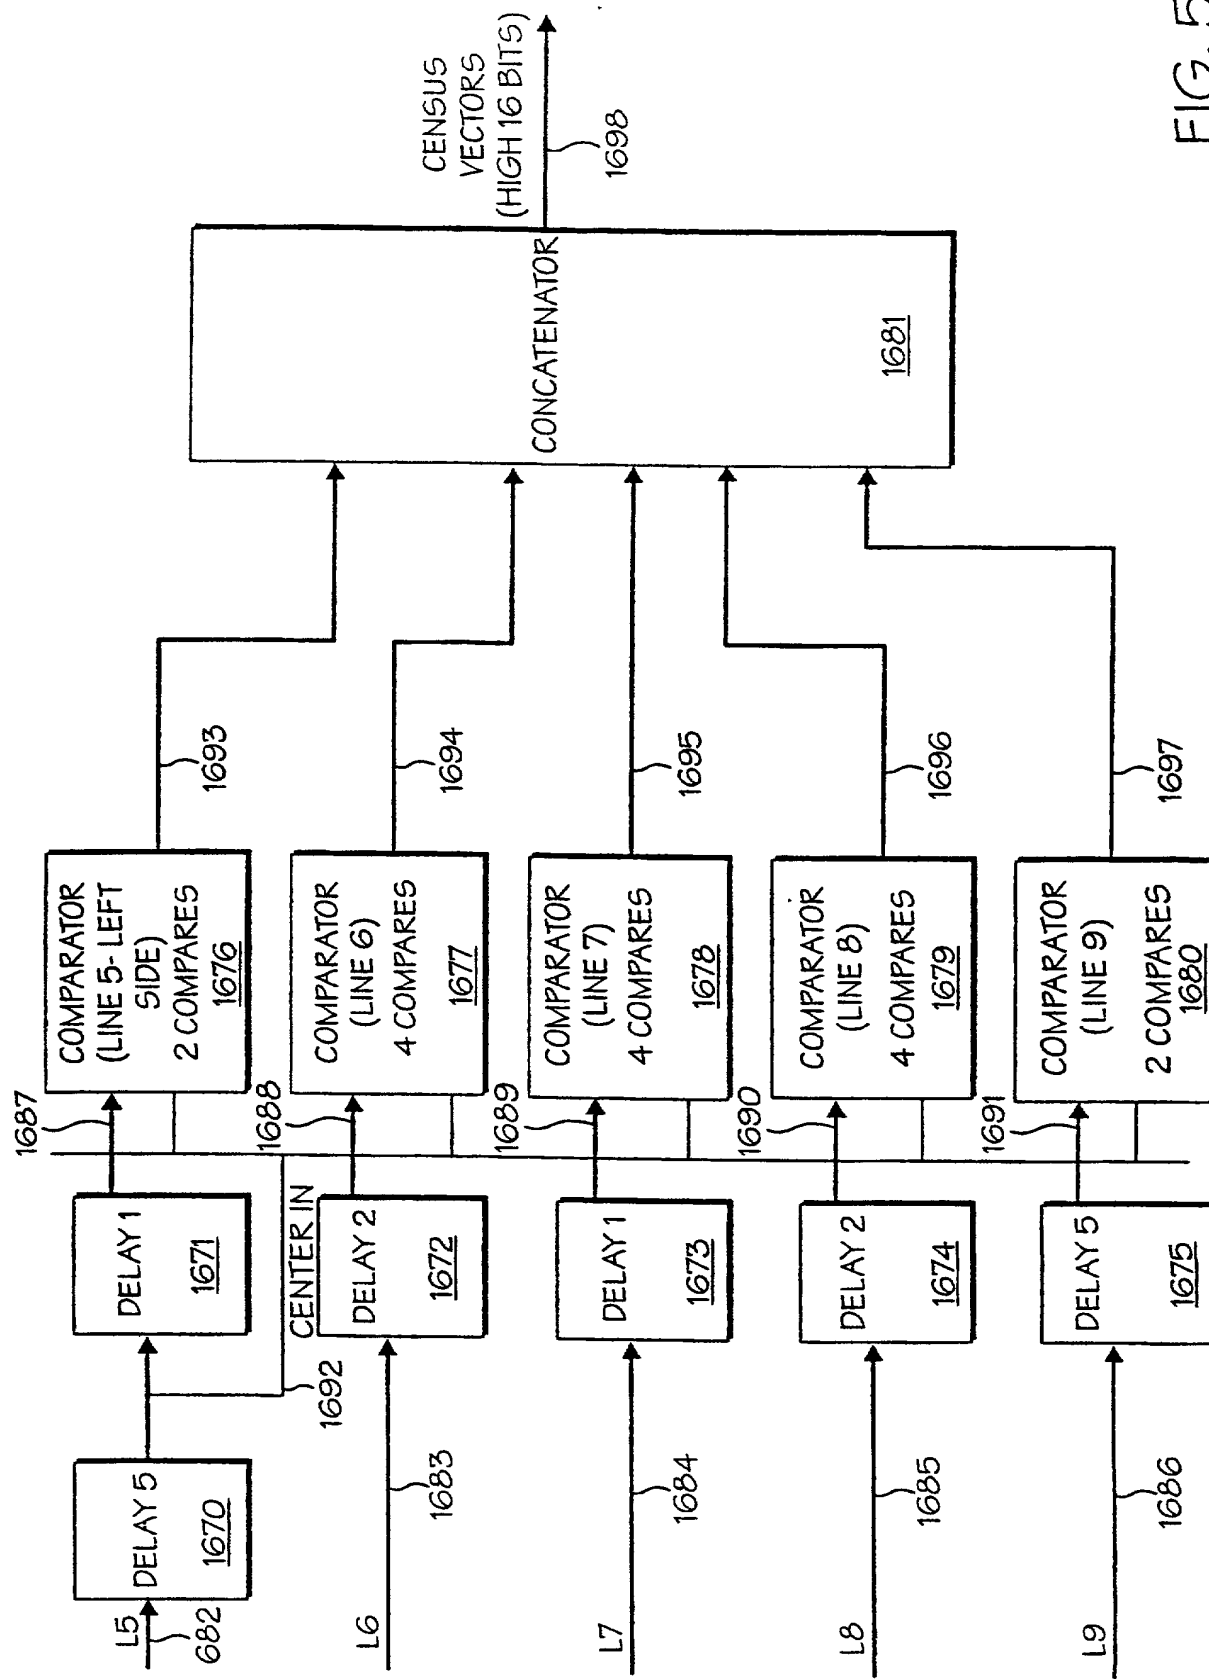 L5
682
DELAY 5
1670
DELAY 1
1671
1687
COMPARATOR
(LINE 5- LEFT
SIDE)
2 COMPARES
1676
1693
1692
CENTER IN
L6
1683
DELAY 2
1672
1688
COMPARATOR
(LINE 6)
4 COMPARES
1677
1694
L7
1684
DELAY 1
1673
1689
COMPARATOR
(LINE 7)
4 COMPARES
1678
1695
L8
1685
DELAY 2
1674
1690
COMPARATOR
(LINE 8)
4 COMPARES
1679
1696
L9
1686
DELAY 5
1675
1691
COMPARATOR
(LINE 9)
2 COMPARES
1680
1697
CONCATENATOR
1681
CENSUS
VECTORS
(HIGH 16 BITS)
1698
FIG. 5